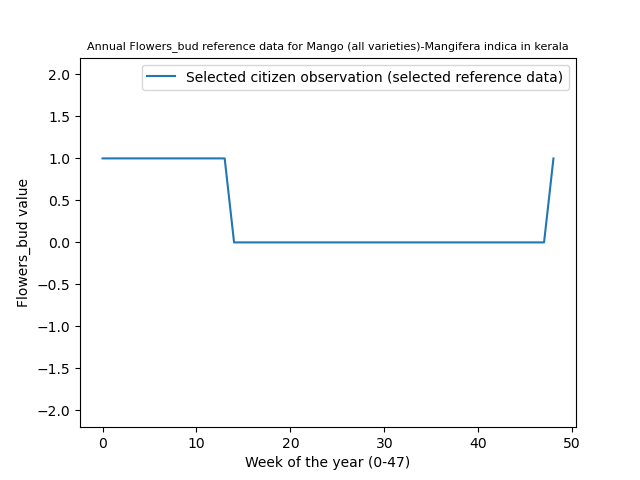 Annual Flowers_bud reference data for Mango (all varieties)-Mangifera indica in kerala
Selected citizen observation (selected reference data)
2.0
1.5
1.0
0.5
0.0
−0.5
−1.0
−1.5
−2.0
Flowers_bud value
0 10 20 30 40 50
Week of the year (0-47)